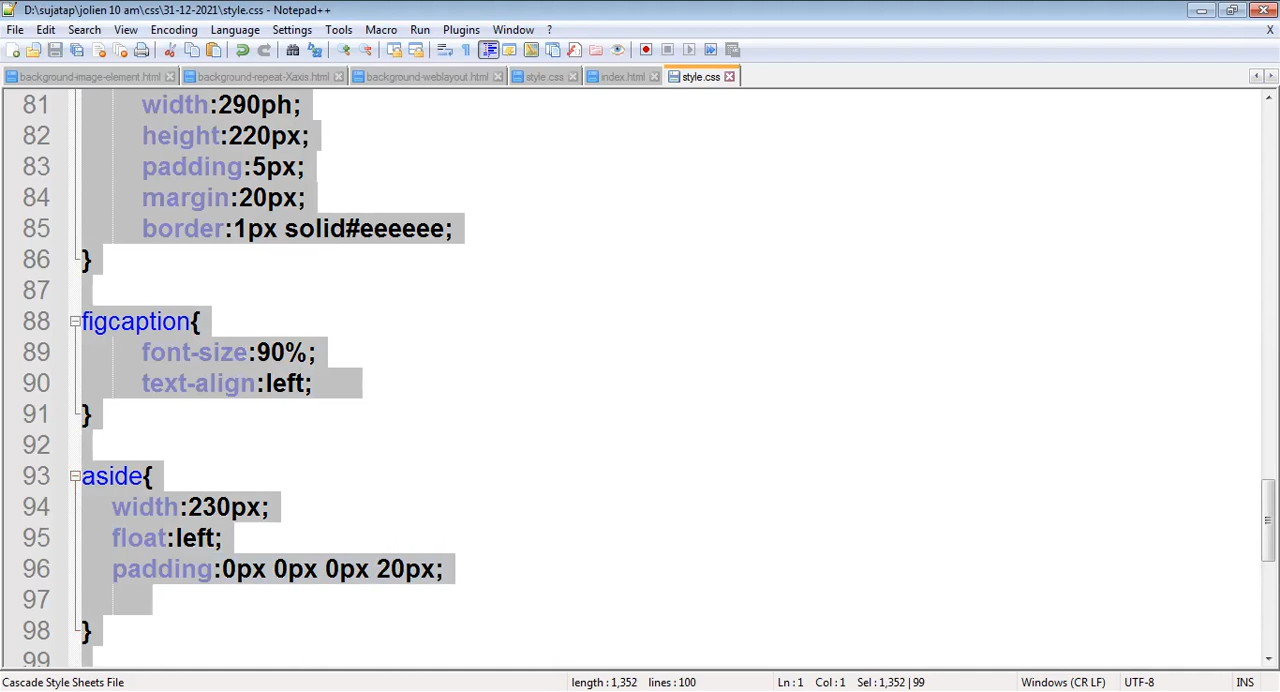 D:\sujatap\jolien 10 am\css\31-12-2021\style.css - Notepad++
File Edit Search View Encoding Language Settings Tools Macro Run Plugins Window ? X
background-image-element.html background-repeat-Xaxis.html background-weblayout.html style.css index.html style.css
81 width:290ph;
82 height:220px;
83 padding:5px;
84 margin:20px;
85 border:1px solid#eeeeee;
86 }
87
88 figcaption{
89 font-size:90%;
90 text-align:left;
91 }
92
93 aside{
94 width:230px;
95 float:left;
96 padding:0px 0px 0px 20px;
97
98 }
99
Cascade Style Sheets File length : 1,352 lines : 100 Ln : 1 Col : 1 Sel : 1,352 | 99 Windows (CR LF) UTF-8 INS